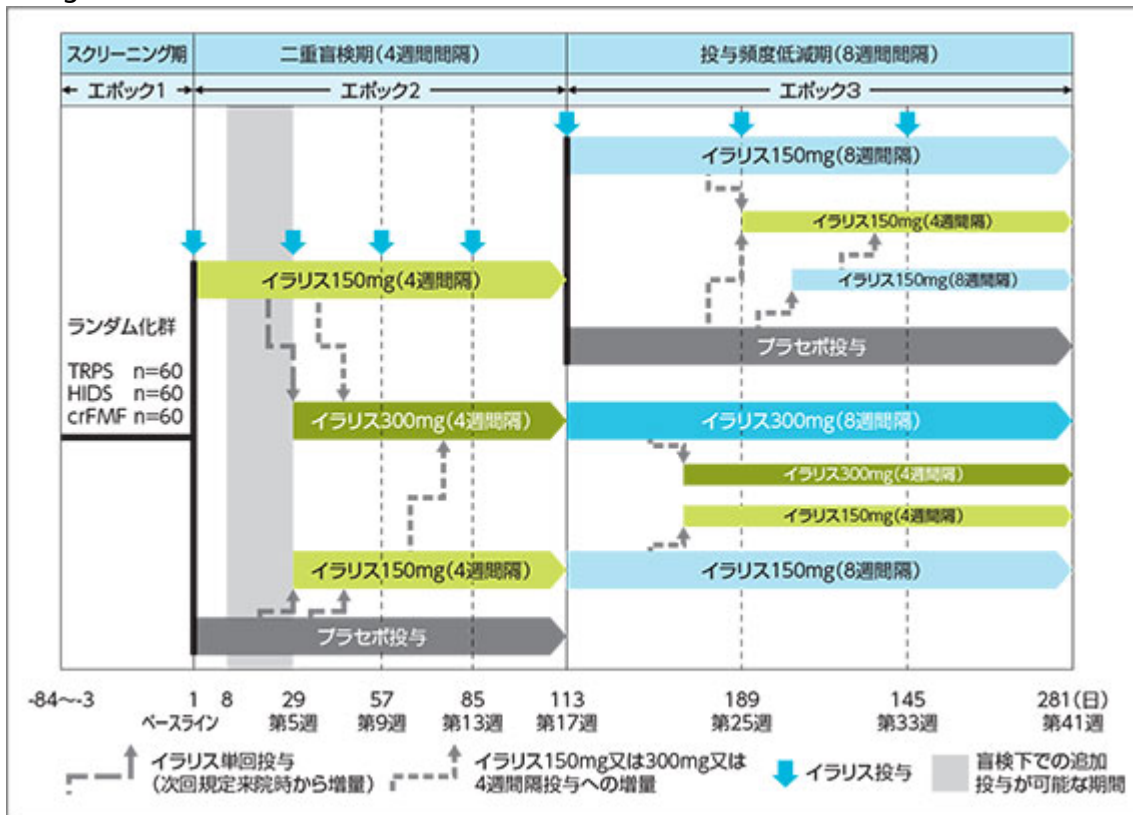 スクリーニング期
二重盲検期(4週間間隔)
投与頻度低減期(8週間間隔)
エポック1
エポック2
エポック3
イラリス150mg(8週間隔)
イラリス150mg(4週間隔)
イラリス150mg(8週間隔)
プラセボ投与
イラリス150mg(4週間隔)
ランダム化群
TRPS n=60
HIDS n=60
crFMF n=60
イラリス300mg(4週間隔)
イラリス300mg(8週間隔)
イラリス300mg(4週間隔)
イラリス150mg(4週間隔)
イラリス150mg(4週間隔)
イラリス150mg(8週間隔)
プラセボ投与
-84～-3 1 8 29 57 85 113 189 145 281(日)
ベースライン 第5週 第9週 第13週 第17週 第25週 第33週 第41週
イラリス単回投与
(次回規定来院時から増量)
イラリス150mg又は300mg又は
4週間隔投与への増量
イラリス投与
盲検下での追加
投与が可能な期間